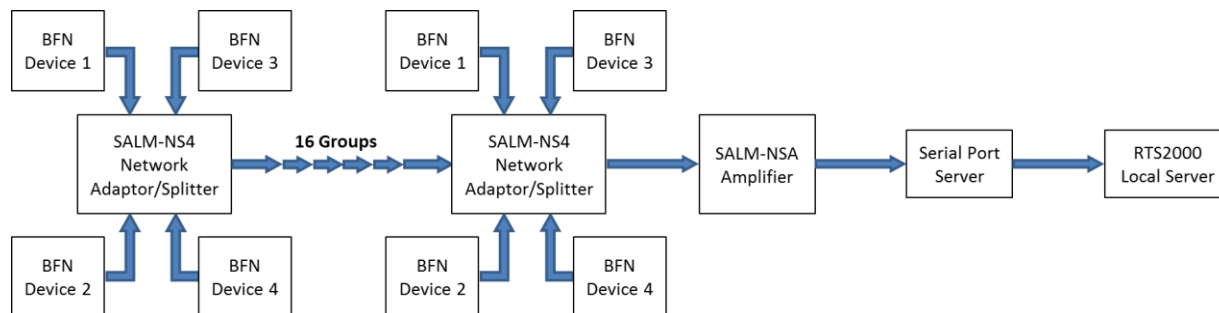 BFN
Device 1
BFN
Device 3
BFN
Device 1
BFN
Device 3
SALM-NS4
Network
Adaptor/Splitter
16 Groups
SALM-NS4
Network
Adaptor/Splitter
SALM-NSA
Amplifier
Serial Port
Server
RTS2000
Local Server
BFN
Device 2
BFN
Device 4
BFN
Device 2
BFN
Device 4